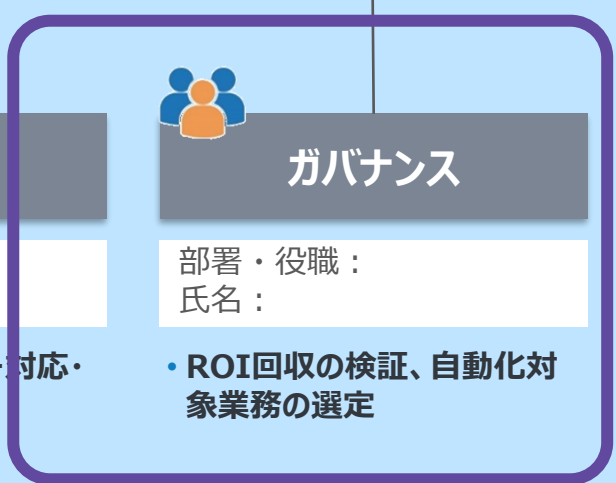 ガバナンス
部署・役職：
氏名：
対応・
・ROI回収の検証、自動化対
象業務の選定